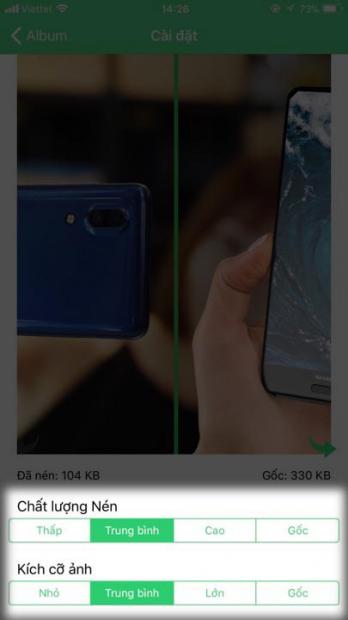 Viettel 14:26 73%
Album Cài đặt
Đã nén: 104 KB Gốc: 330 KB
Chất lượng Nén
Thấp Trung bình Cao Gốc
Kích cỡ ảnh
Nhỏ Trung bình Lớn Gốc